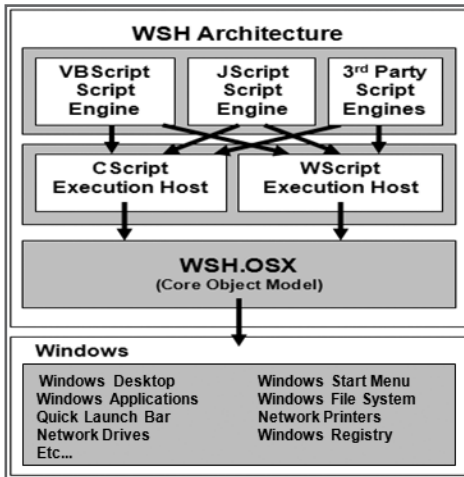 WSH Architecture
VBScript
Script
Engine
JScript
Script
Engine
3rd Party
Script
Engines
CScript
Execution Host
WScript
Execution Host
WSH.OSX
(Core Object Model)
Windows
Windows Desktop
Windows Applications
Quick Launch Bar
Network Drives
Etc...
Windows Start Menu
Windows File System
Network Printers
Windows Registry